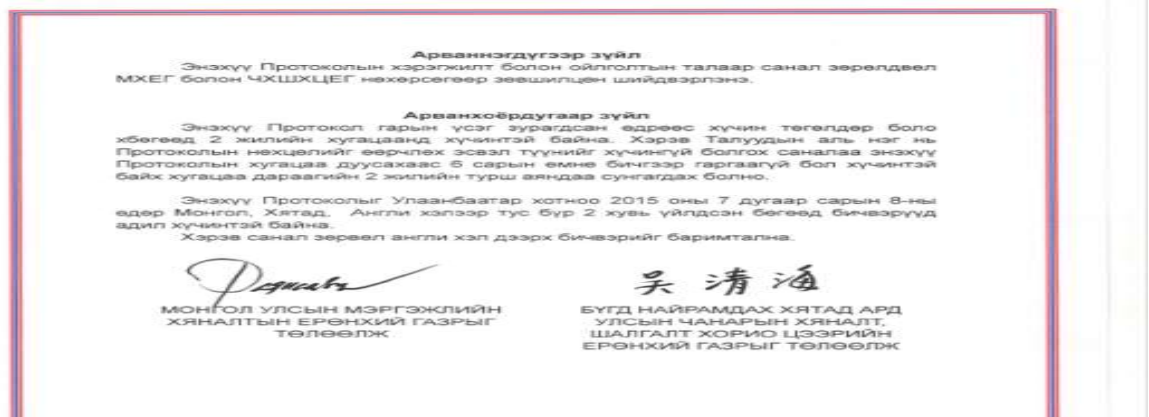 Арваннэгдүгээр зүйл
Энэхүү Протоколын хэрэгжилт болон ойлголтын талаар санал зөрөлдвөл
МХЕГ болон ЧХШХЦЕГ нөхөрсөгөөр зөвшилцөн шийдвэрлэнэ.
Арванхоёрдугаар зүйл
Энэхүү Протокол гарын үсэг зурагдсан өдрөөс хүчин төгөлдөр боло
хбөгөөд 2 жилийн хугацаанд хүчинтэй байна. Хэрэв Талуудын аль нэг нь
Протоколын нөхцөлийг өөрчлөх эсвэл түүнийг хүчингүй болгох саналаа энэхүү
Протоколын хугацаа дуусахаас 6 сарын өмнө бичгээр гаргаагүй бол хүчинтэй
байх хугацаа дараагийн 2 жилийн турш аяндаа сунгагдах болно.
Энэхүү Протоколыг Улаанбаатар хотноо 2015 оны 7 дугаар сарын 8-ны
өдөр Монгол, Хятад, Англи хэлээр тус бүр 2 хувь үйлдсэн бөгөөд бичвэрүүд
адил хүчинтэй байна.
Хэрэв санал зөрвөл англи хэл дээрх бичвэрийг баримтална.
吴清海
МОНГОЛ УЛСЫН МЭРГЭЖЛИЙН
ХЯНАЛТЫН ЕРӨНХИЙ ГАЗРЫГ
ТӨЛӨӨЛЖ
БҮГД НАЙРАМДАХ ХЯТАД АРД
УЛСЫН ЧАНАРЫН ХЯНАЛТ,
ШАЛГАЛТ ХОРИО ЦЭЭРИЙН
ЕРӨНХИЙ ГАЗРЫГ ТӨЛӨӨЛЖ